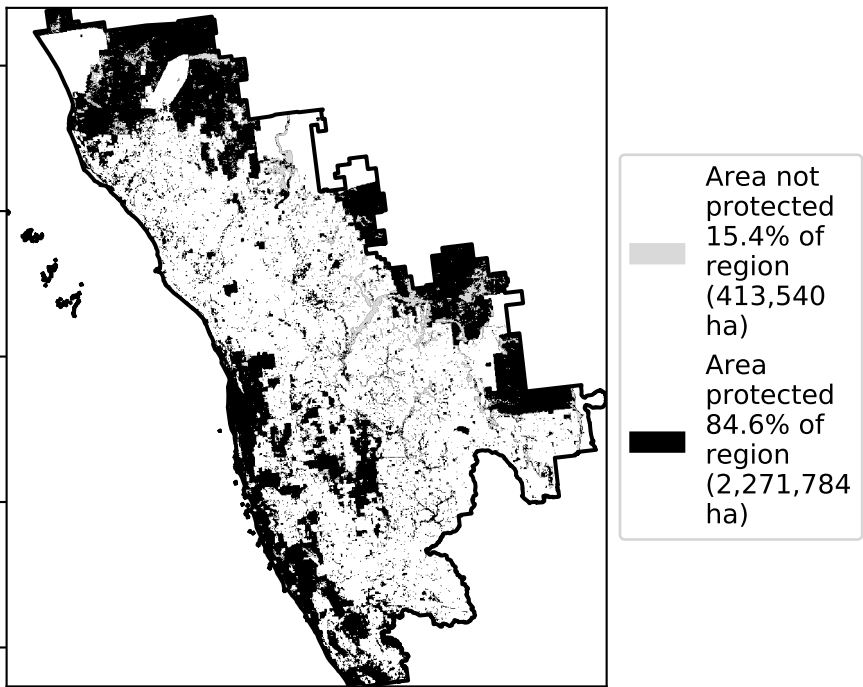 Area not
protected
15.4% of
region
(413,540
ha)
Area
protected
84.6% of
region
(2,271,784
ha)